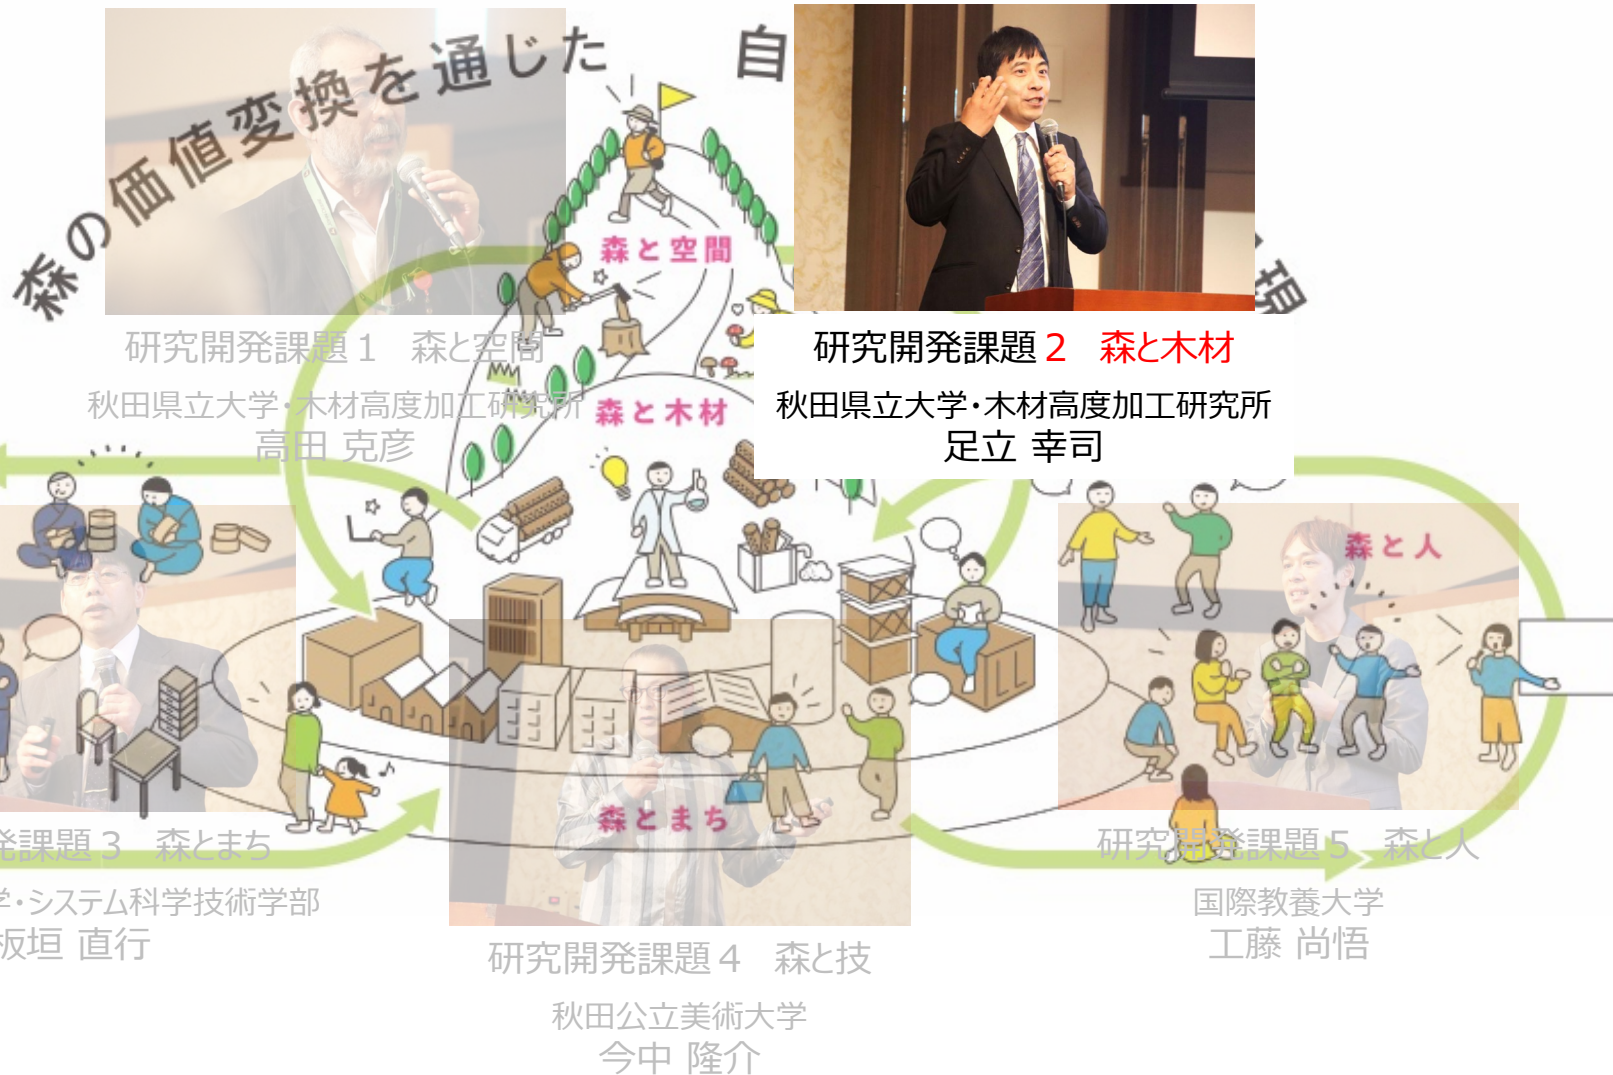 森の価値変換を通じた
自
現
森と空間
研究開発課題1 森と空間
秋田県立大学・木材高度加工研究所
高田 克彦
研究開発課題2 森と木材
秋田県立大学・木材高度加工研究所
足立 幸司
森と木材
森と人
森とまち
発課題3 森とまち
学・システム科学技術学部
板垣 直行
研究開発課題4 森と技
秋田公立美術大学
今中 隆介
研究開発課題5 森と人
国際教養大学
工藤 尚悟